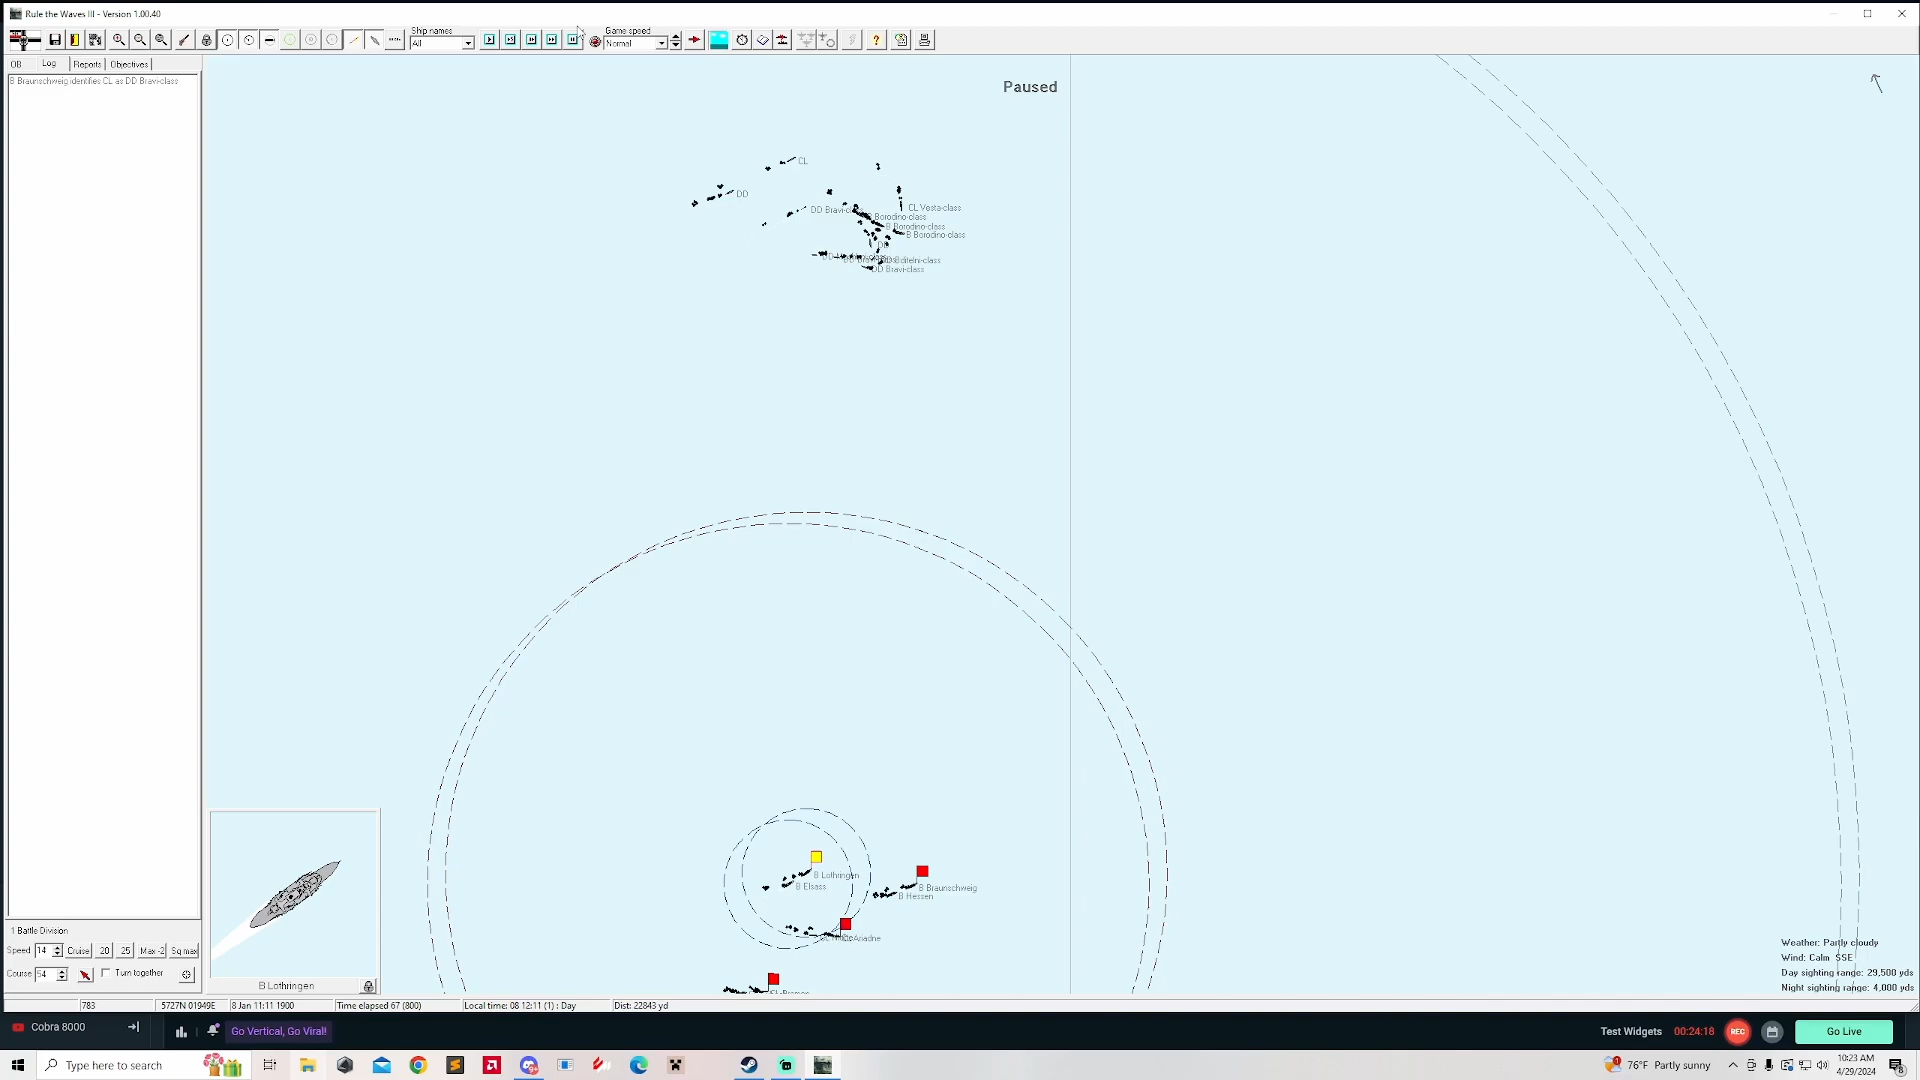 Rule the Waves III - Version 1.00.40
Ship names
All
Game speed
Normal
OB
Log
Reports
Objectives
B Braunschweig identifies CL as DD Bravi-class
Paused
CL
DD
DD Bravi-class
CL Vesta-class
B Borodino-class
B Borodino-class
B Borodino-class
DD
DD Bravi-class
B Lothringen
B Elsass
B Braunschweig
B Hessen
Ariadne
Weather: Partly cloudy
Wind: Calm SSE
Day sighting range: 29,500 yds
Night sighting range: 4,000 yds
1 Battle Division
Speed 14 Cruise 20 25 Max -2 Sq max
Course 54 Turn together
B Lothringen
783
5727N 01949E
8 Jan 11:11 1900
Time elapsed 67 (800)
Local time: 08 12:11 (1) : Day
Dist: 22843 yd
Cobra 8000
Go Vertical, Go Viral!
Test Widgets
00:24:18
REC
Go Live
Type here to search
76°F Partly sunny
10:23 AM
4/29/2024